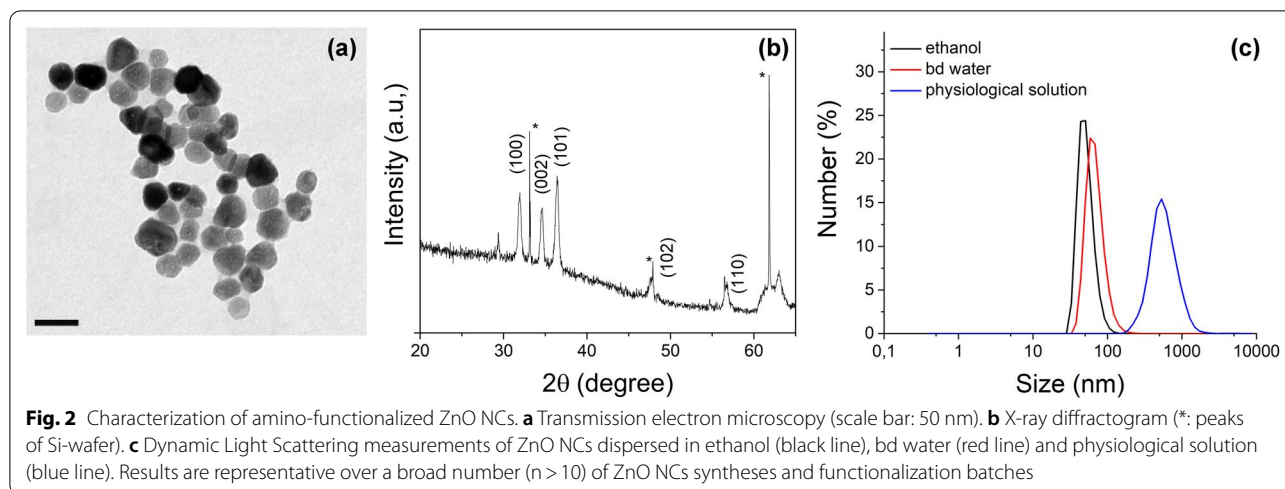 (a)
(b)
Intensity (a.u,)
(100)
*
(002)
(101)
*
(102)
(110)
*
20
30
40
50
60
2θ (degree)
(c)
ethanol
bd water
physiological solution
Number (%)
30
25
20
15
10
5
0
0,1
1
10
100
1000
10000
Size (nm)
Fig. 2 Characterization of amino-functionalized ZnO NCs. a Transmission electron microscopy (scale bar: 50 nm). b X-ray diffractogram (*: peaks
of Si-wafer). c Dynamic Light Scattering measurements of ZnO NCs dispersed in ethanol (black line), bd water (red line) and physiological solution
(blue line). Results are representative over a broad number (n > 10) of ZnO NCs syntheses and functionalization batches